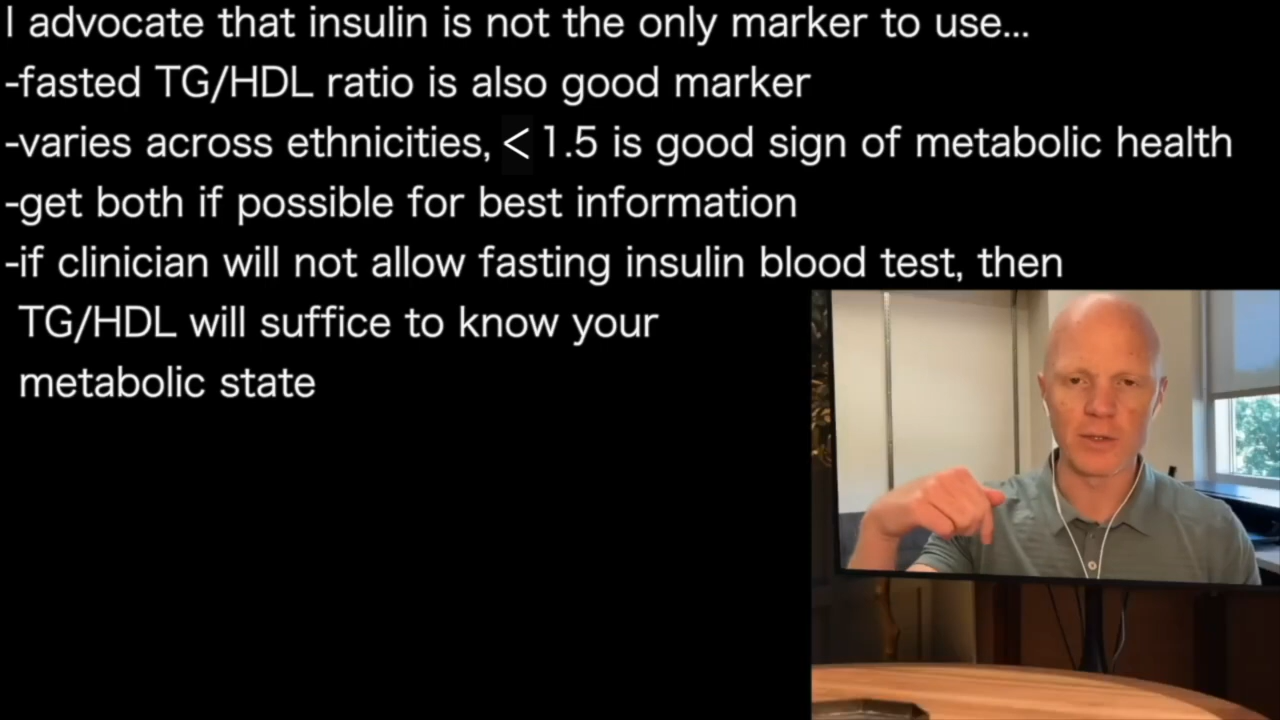 I advocate that insulin is not the only marker to use...
-fasted TG/HDL ratio is also good marker
-varies across ethnicities, < 1.5 is good sign of metabolic health
-get both if possible for best information
-if clinician will not allow fasting insulin blood test, then
TG/HDL will suffice to know your
metabolic state